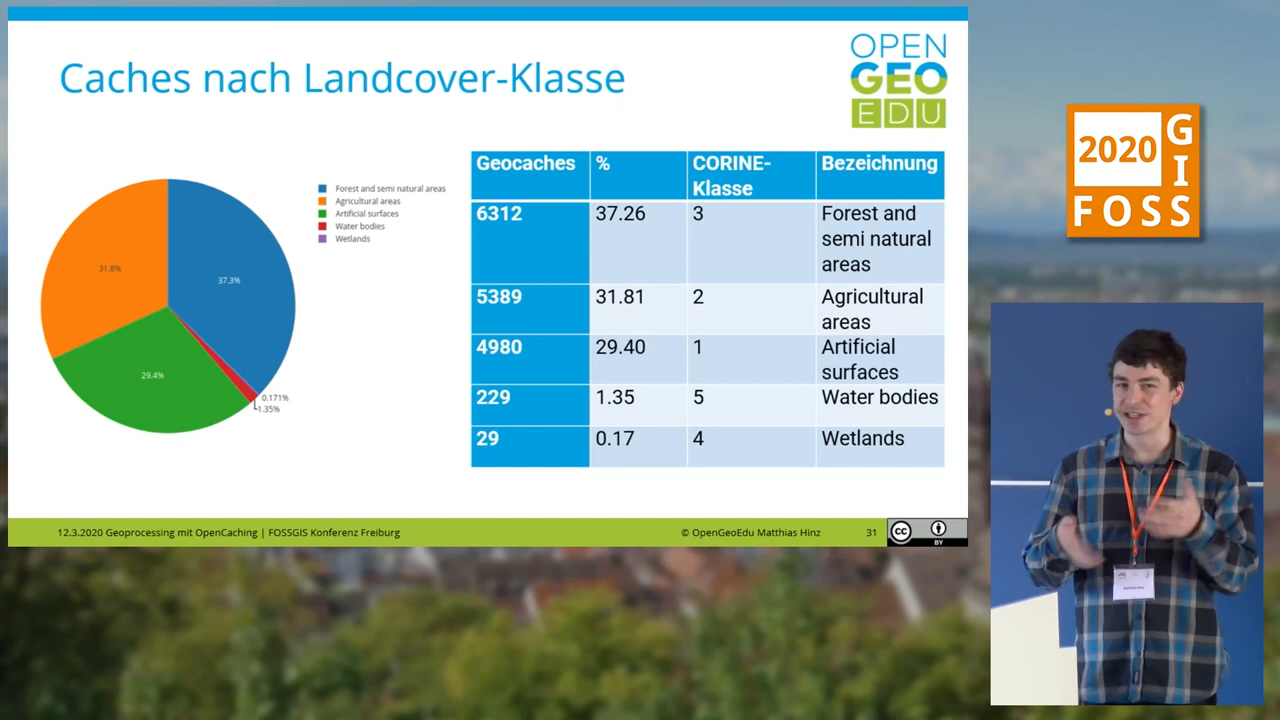 Caches nach Landcover-Klasse
OPEN
GEO
EDU
Forest and semi natural areas
Agricultural areas
Artificial surfaces
Water bodies
Wetlands
31.8%
37.3%
29.4%
0.171%
1.35%
Geocaches % CORINE-Klasse Bezeichnung
6312 37.26 3 Forest and semi natural areas
5389 31.81 2 Agricultural areas
4980 29.40 1 Artificial surfaces
229 1.35 5 Water bodies
29 0.17 4 Wetlands
12.3.2020 Geoprocessing mit OpenCaching | FOSSGIS Konferenz Freiburg
© OpenGeoEdu Matthias Hinz
31
cc
BY
2020
GIS
FOSS